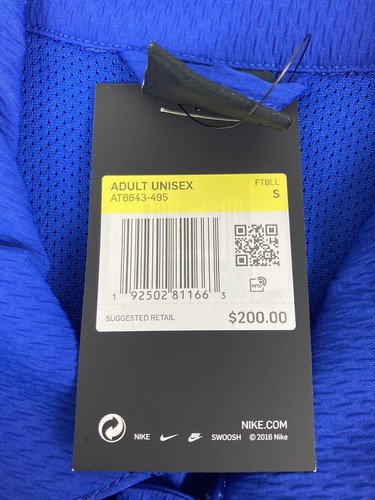 ADULT UNISEX FTBLL
AT6643-495 S
1 92502 81166 3
RFID
SUGGESTED RETAIL $200.00
NIKE.COM
NIKE SWOOSH © 2016 Nike